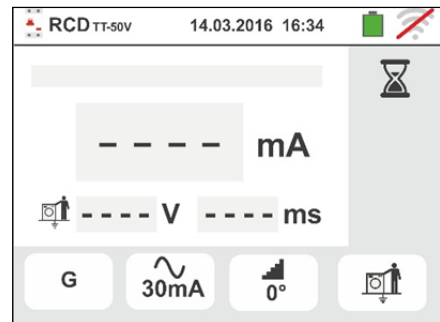 RCD TT-50V 14.03.2016 16:34
- - - - mA
- - - - V - - - - ms
G 30mA 0°